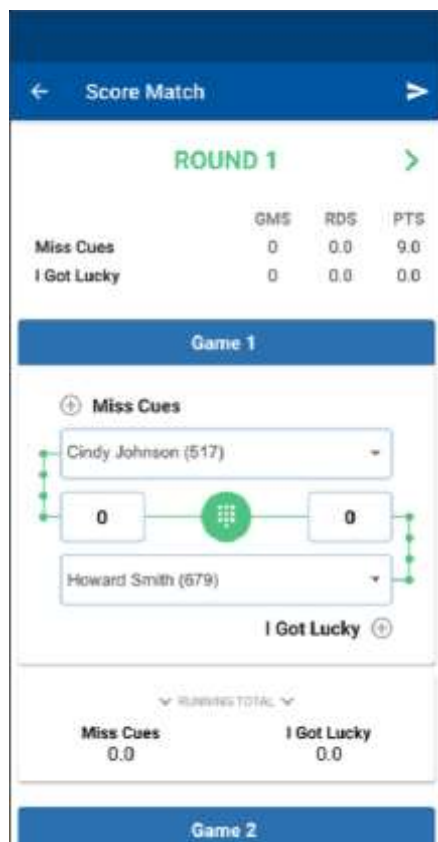 Score Match
ROUND 1
GMS RDS PTS
Miss Cues 0 0.0 9.0
I Got Lucky 0 0.0 0.0
Game 1
Miss Cues
Cindy Johnson (517)
0 0
Howard Smith (679)
I Got Lucky
RUNNING TOTAL
Miss Cues I Got Lucky
0.0 0.0
Game 2